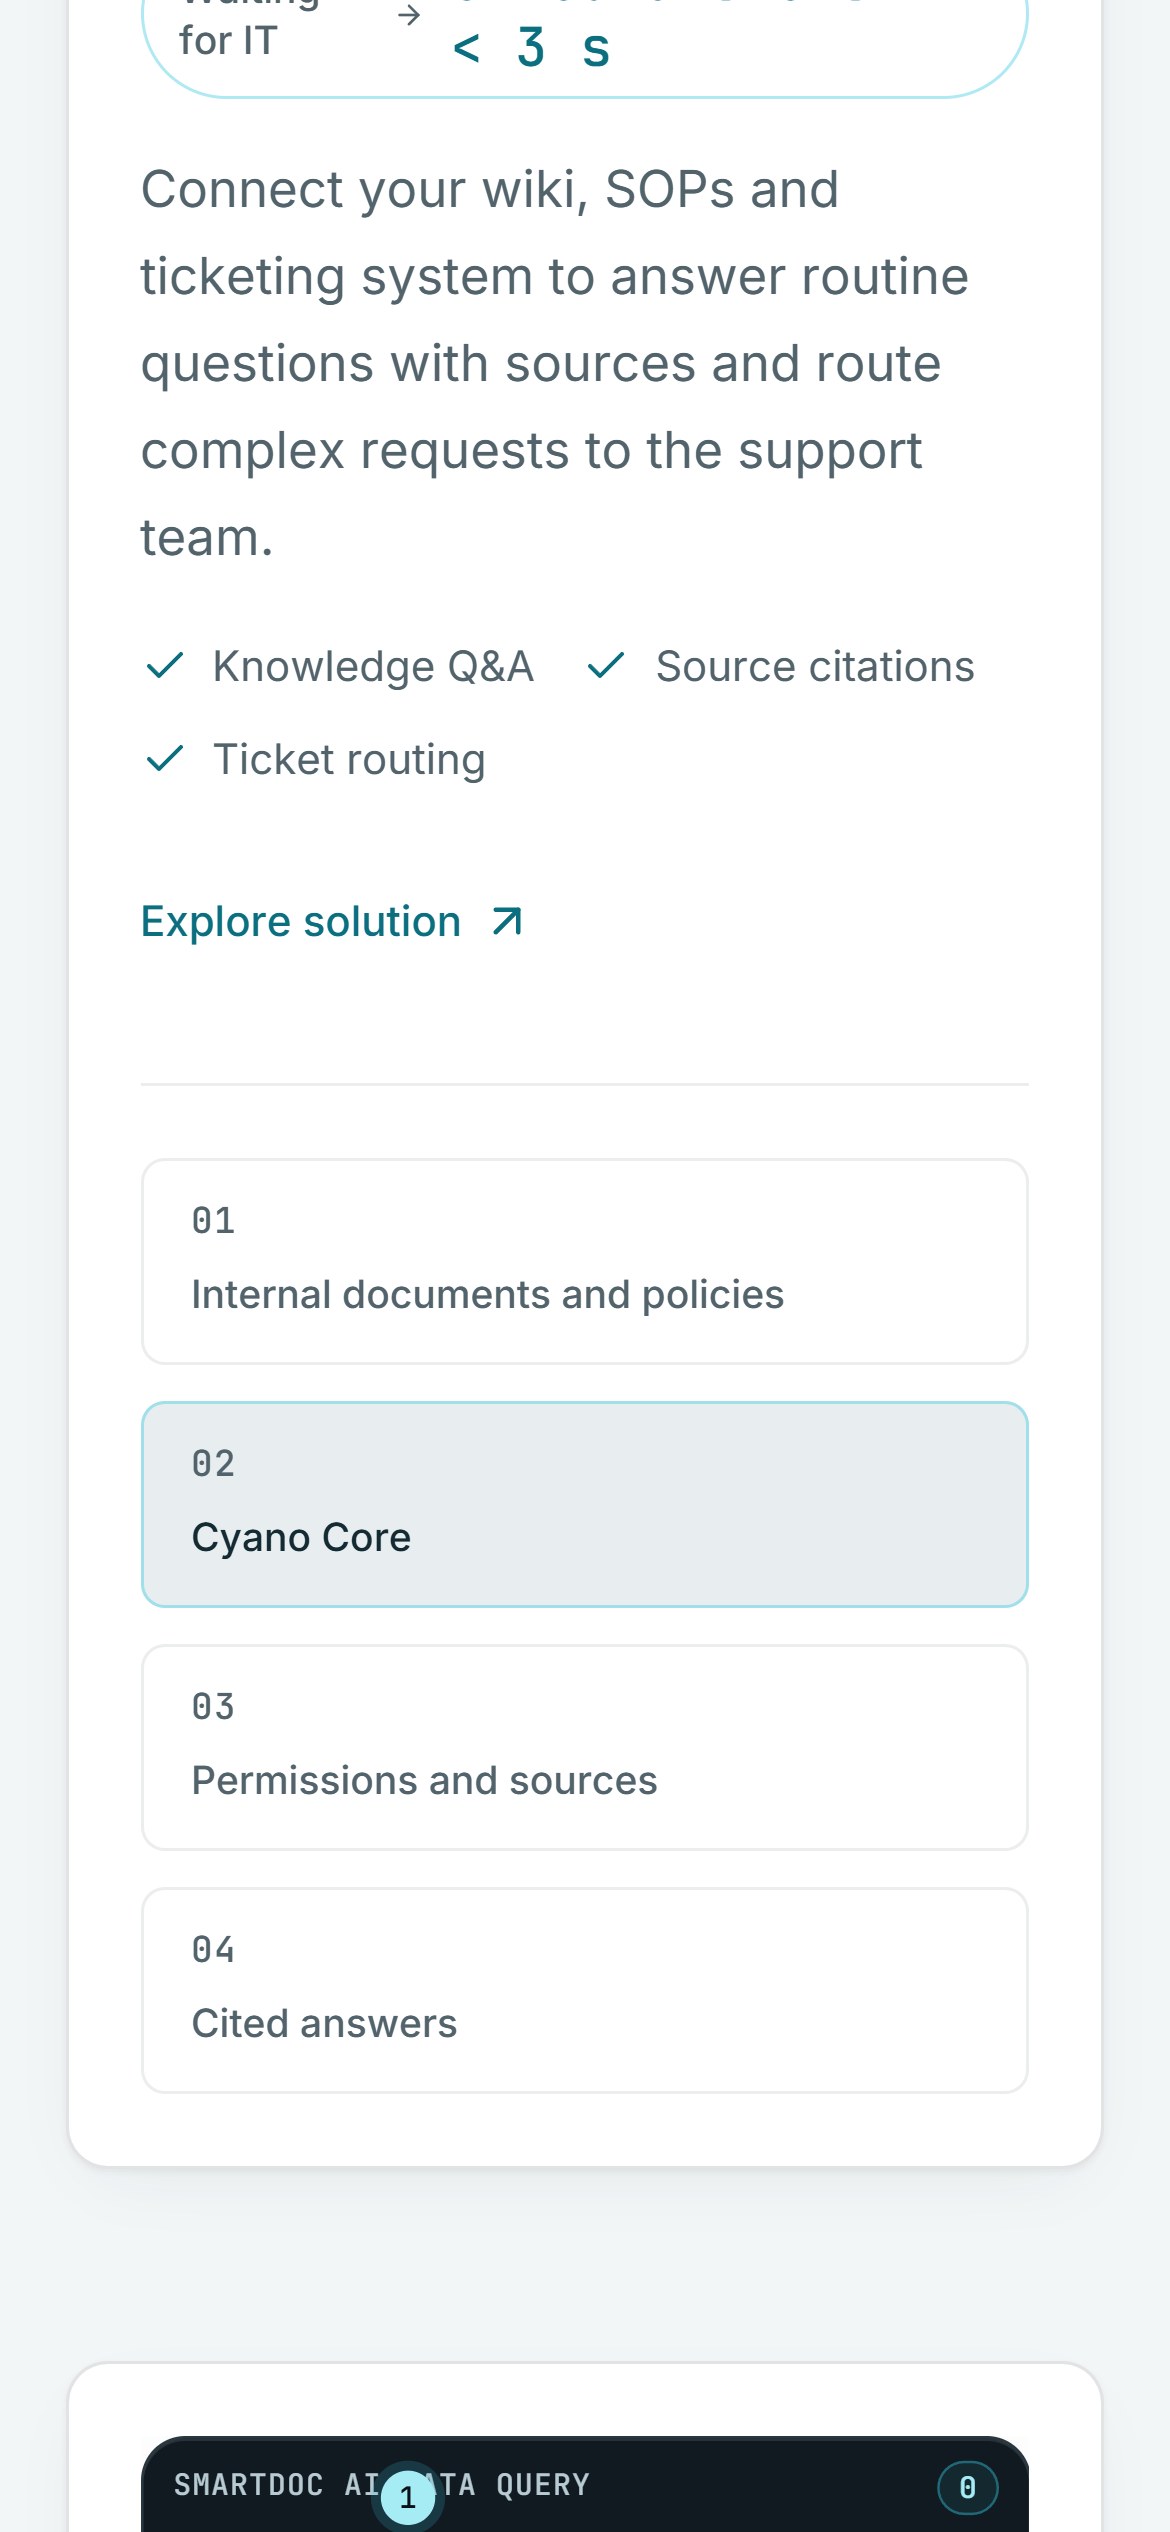 for IT → < 3 s
Connect your wiki, SOPs and
ticketing system to answer routine
questions with sources and route
complex requests to the support
team.
Knowledge Q&A
Source citations
Ticket routing
Explore solution
01
Internal documents and policies
02
Cyano Core
03
Permissions and sources
04
Cited answers
SMARTDOC AI QUERY
1
0